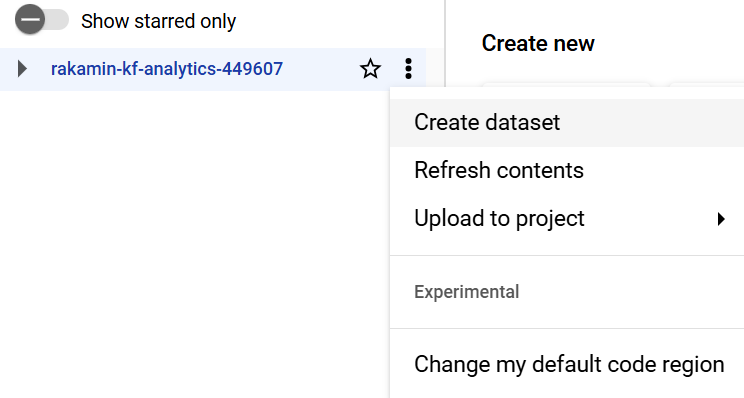 Show starred only
Create new
rakamin-kf-analytics-449607
Create dataset
Refresh contents
Upload to project
Experimental
Change my default code region